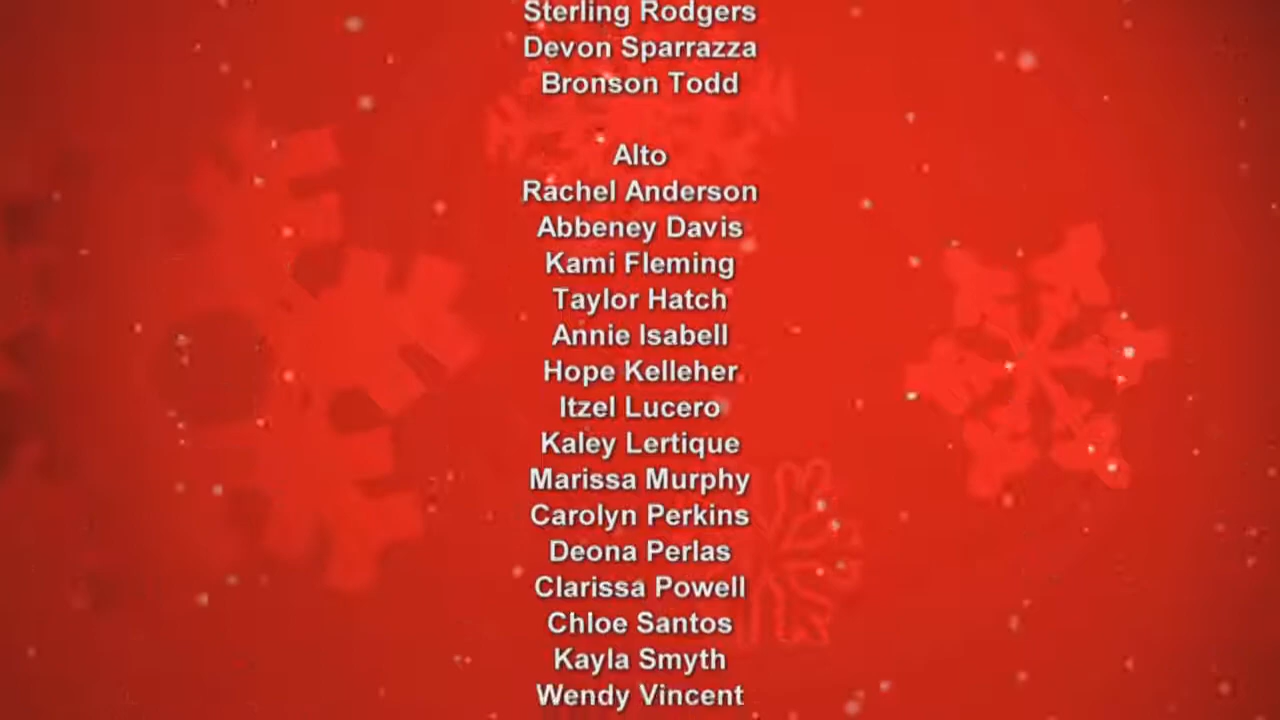 Sterling Rodgers
Devon Sparrazza
Bronson Todd
Alto
Rachel Anderson
Abbeney Davis
Kami Fleming
Taylor Hatch
Annie Isabell
Hope Kelleher
Itzel Lucero
Kaley Lertique
Marissa Murphy
Carolyn Perkins
Deona Perlas
Clarissa Powell
Chloe Santos
Kayla Smyth
Wendy Vincent